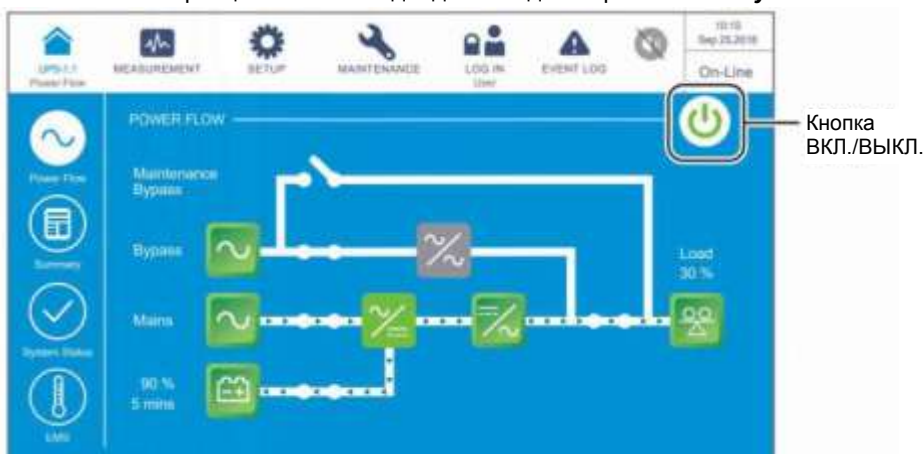 10:10
Sep 25,2018
UPS-1.1
Power Flow
MEASUREMENT
SETUP
MAINTENANCE
LOG IN
User
EVENT LOG
On-Line
POWER FLOW
Кнопка
ВКЛ./ВЫКЛ.
Power Flow
Maintenance
Bypass
Summary
Bypass
Load
30 %
Mains
System Status
90 %
5 mins
EMS